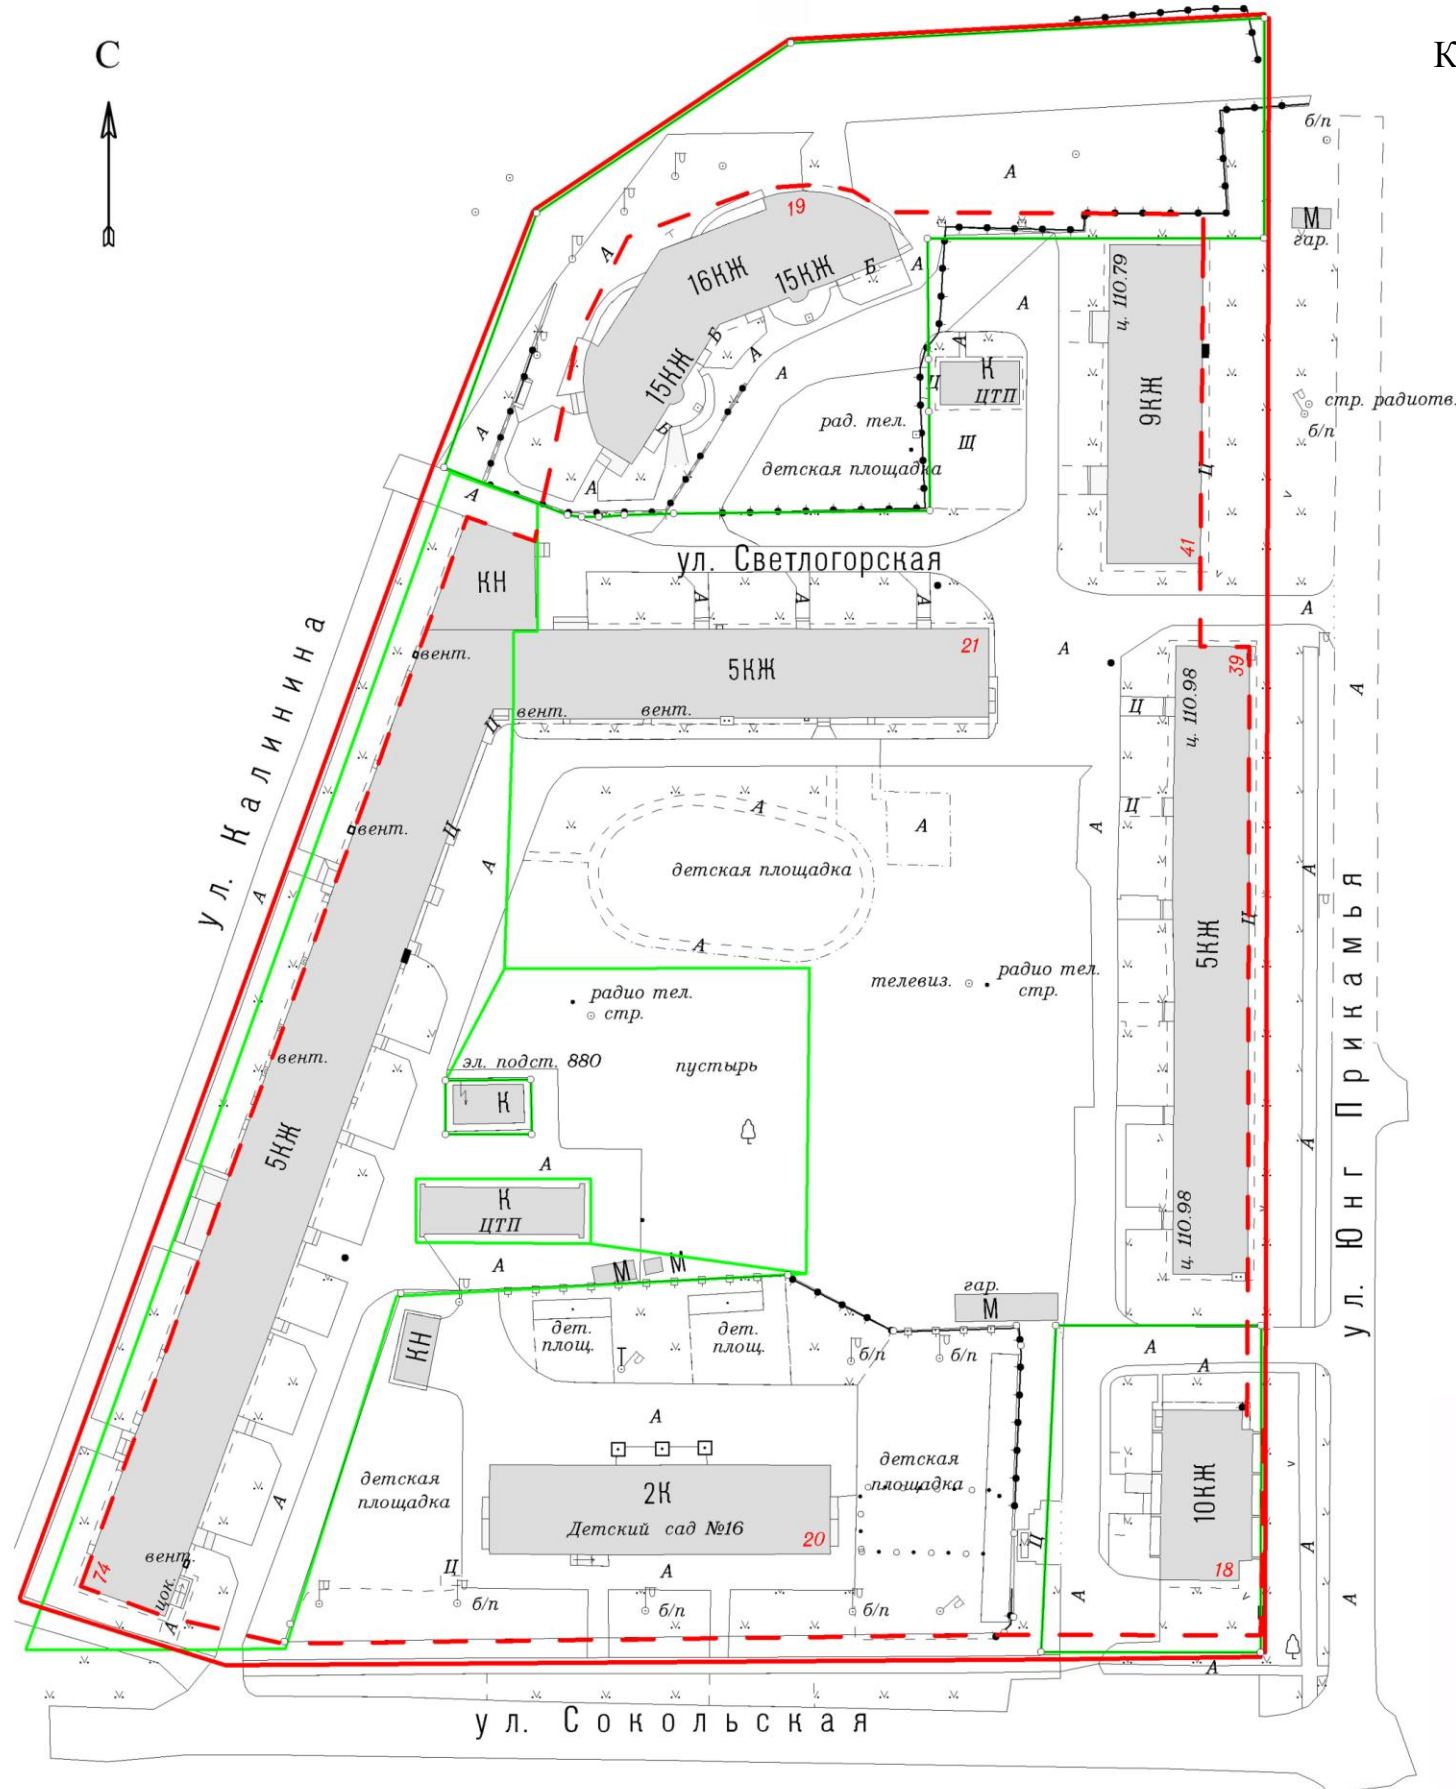 С
К
б/п
А
19
М
гар.
А
16КЖ
15КЖ
Б
А
ц. 110.79
А
Б
А
А
15КЖ
А
К
ЦТП
Ц
9КЖ
стр. радиоте.
б/п
рад. тел.
Щ
А
Б
детская площадка
Ц
А
А
ул. Светлогорская
41
КН
А
А
А
А
21
А
вент.
5КЖ
39
ц. 110.98
А
вент.
вент.
Ц
Ц
ул. Калинина
вент.
Ц
А
А
Ц
А
А
детская площадка
А
А
А
Ц
5КЖ
ул. Юнг Прикамья
телевиз.
радио тел.
стр.
радио тел.
стр.
вент.
эл. подст. 880
пустырь
К
5КЖ
А
А
К
ЦТП
ц. 110.98
А
М
М
гар.
М
КН
дет.
площ.
дет.
площ.
Т
б/п
б/п
А
А
А
детская
площадка
детская
площадка
2К
Детский сад №16
20
10КЖ
А
Ц
А
вент.
74
цок.
А
Ц
А
18
б/п
б/п
б/п
А
А
А
ул. Сокольская